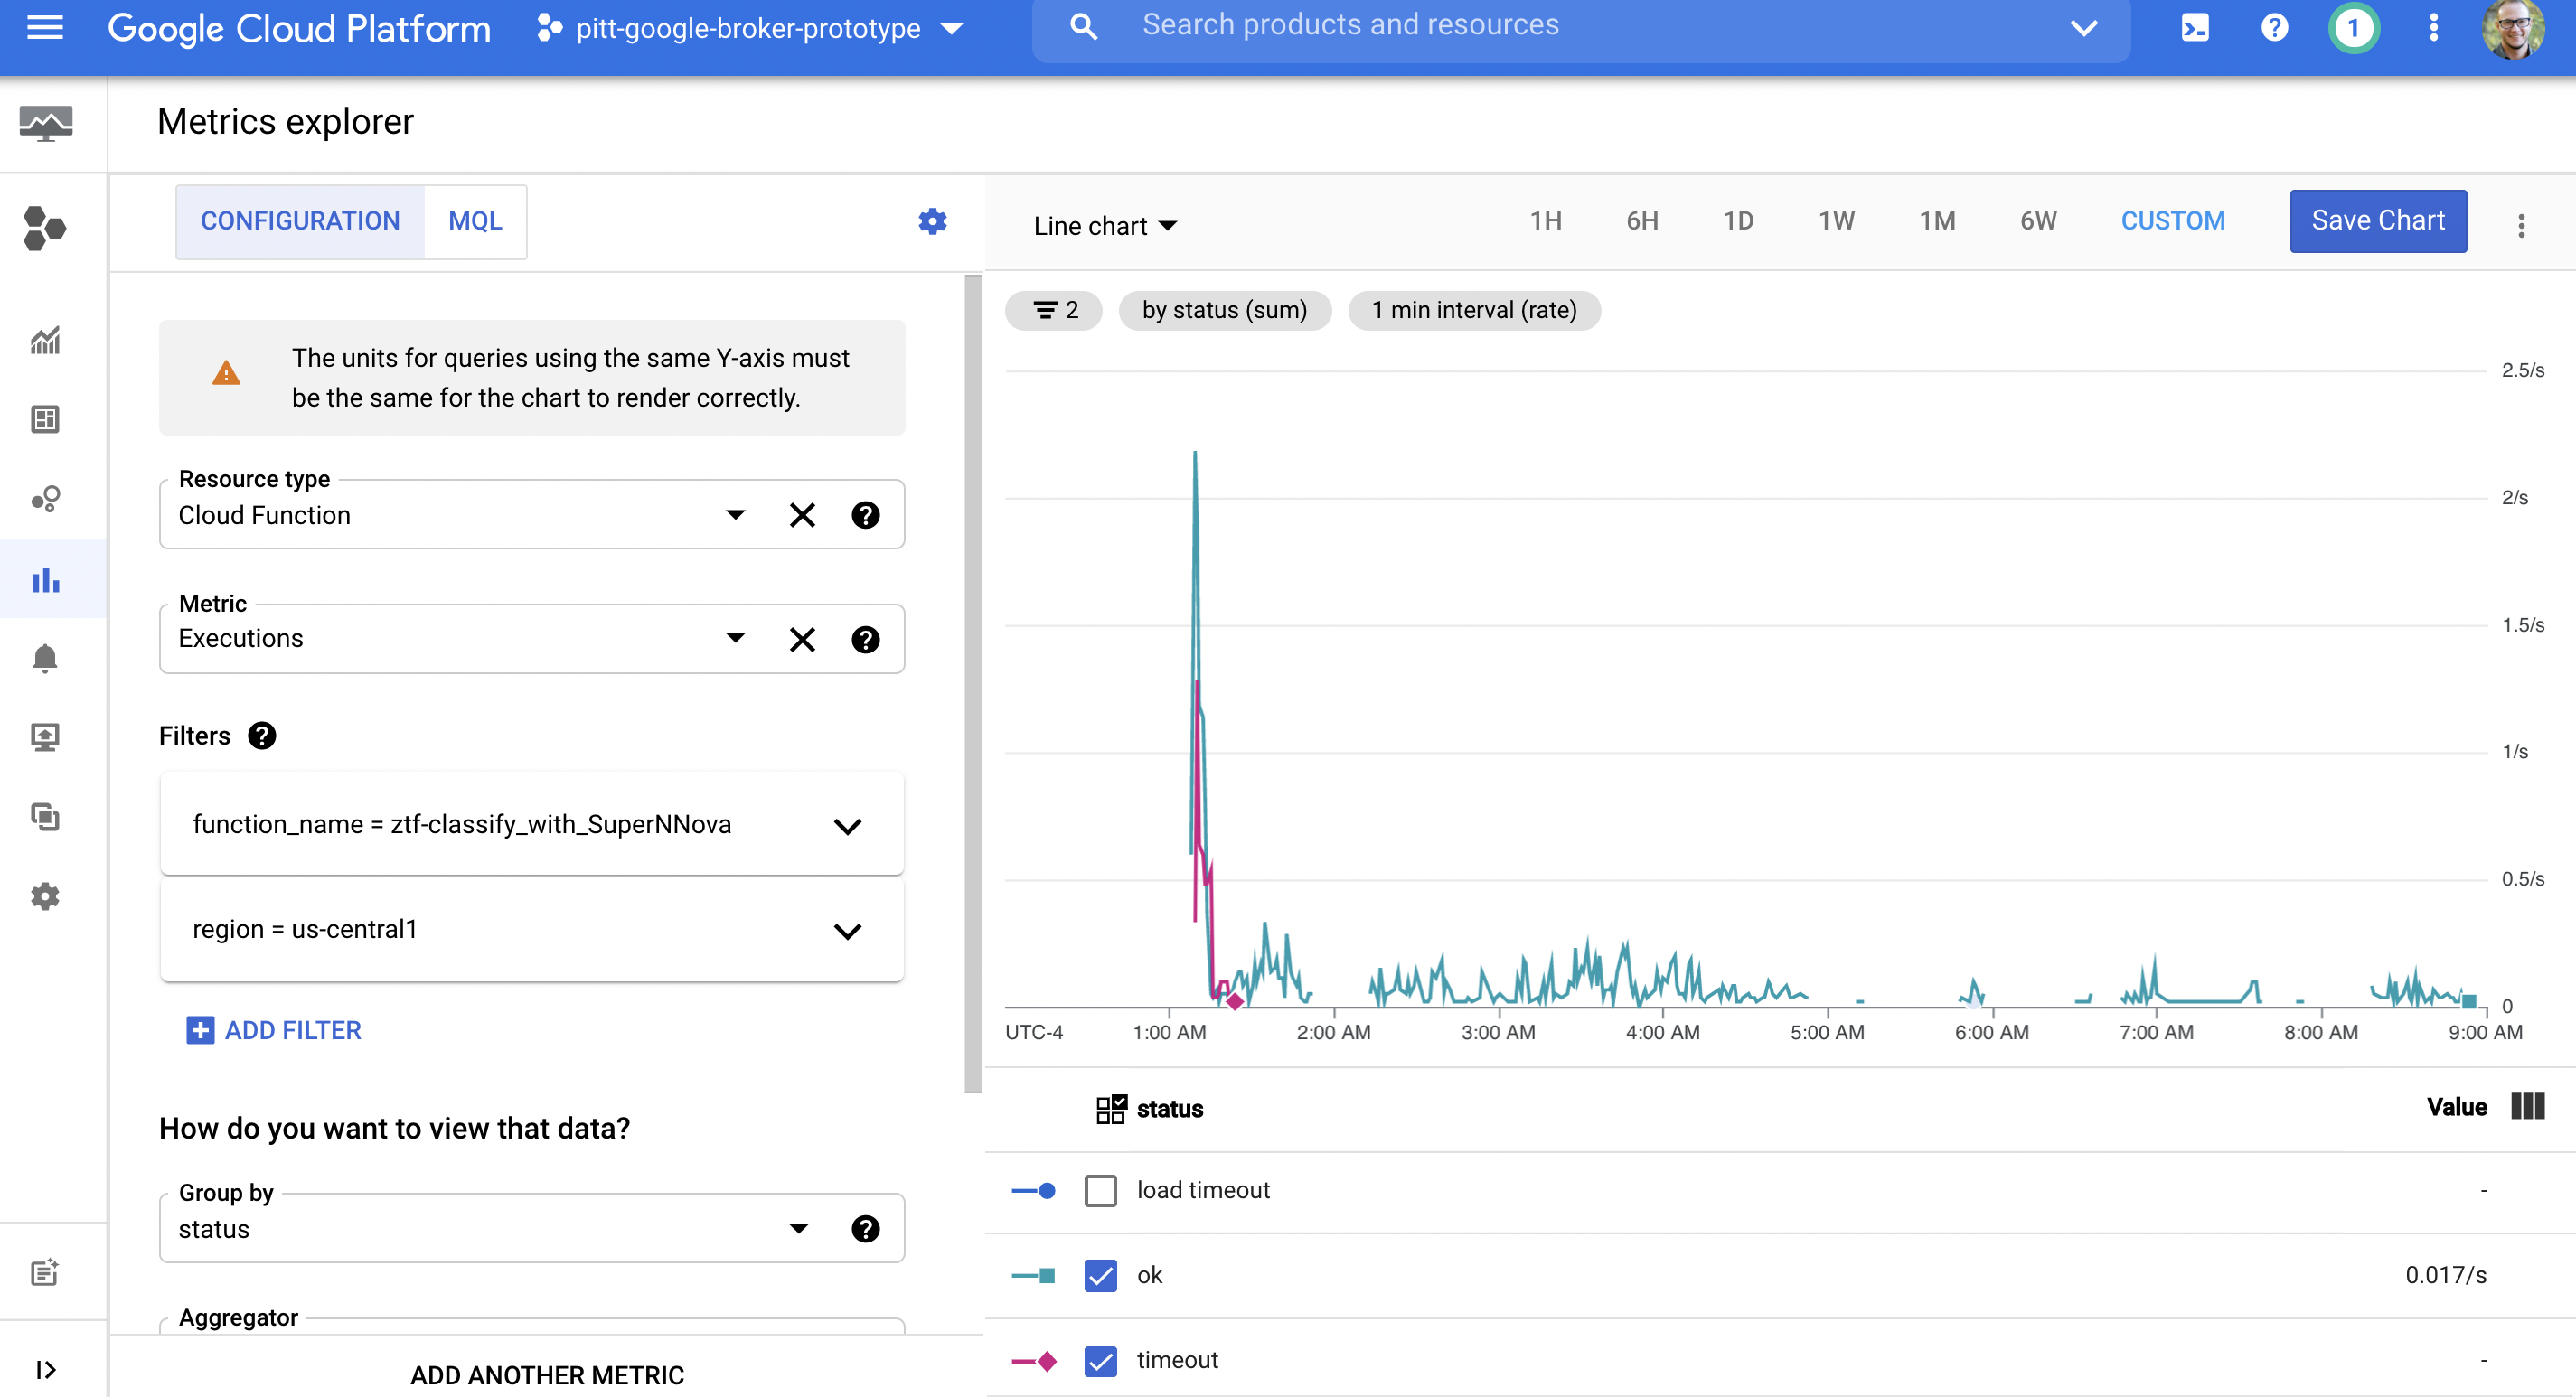 Google Cloud Platform
pitt-google-broker-prototype
Search products and resources
1
Metrics explorer
CONFIGURATION
MQL
Line chart
1H
6H
1D
1W
1M
6W
CUSTOM
Save Chart
2
by status (sum)
1 min interval (rate)
The units for queries using the same Y-axis must
be the same for the chart to render correctly.
Resource type
Cloud Function
Metric
Executions
Filters
function_name = ztf-classify_with_SuperNNova
region = us-central1
ADD FILTER
How do you want to view that data?
Group by
status
Aggregator
ADD ANOTHER METRIC
2.5/s
2/s
1.5/s
1/s
0.5/s
0
UTC-4
1:00 AM
2:00 AM
3:00 AM
4:00 AM
5:00 AM
6:00 AM
7:00 AM
8:00 AM
9:00 AM
status
Value
load timeout
-
ok
0.017/s
timeout
-